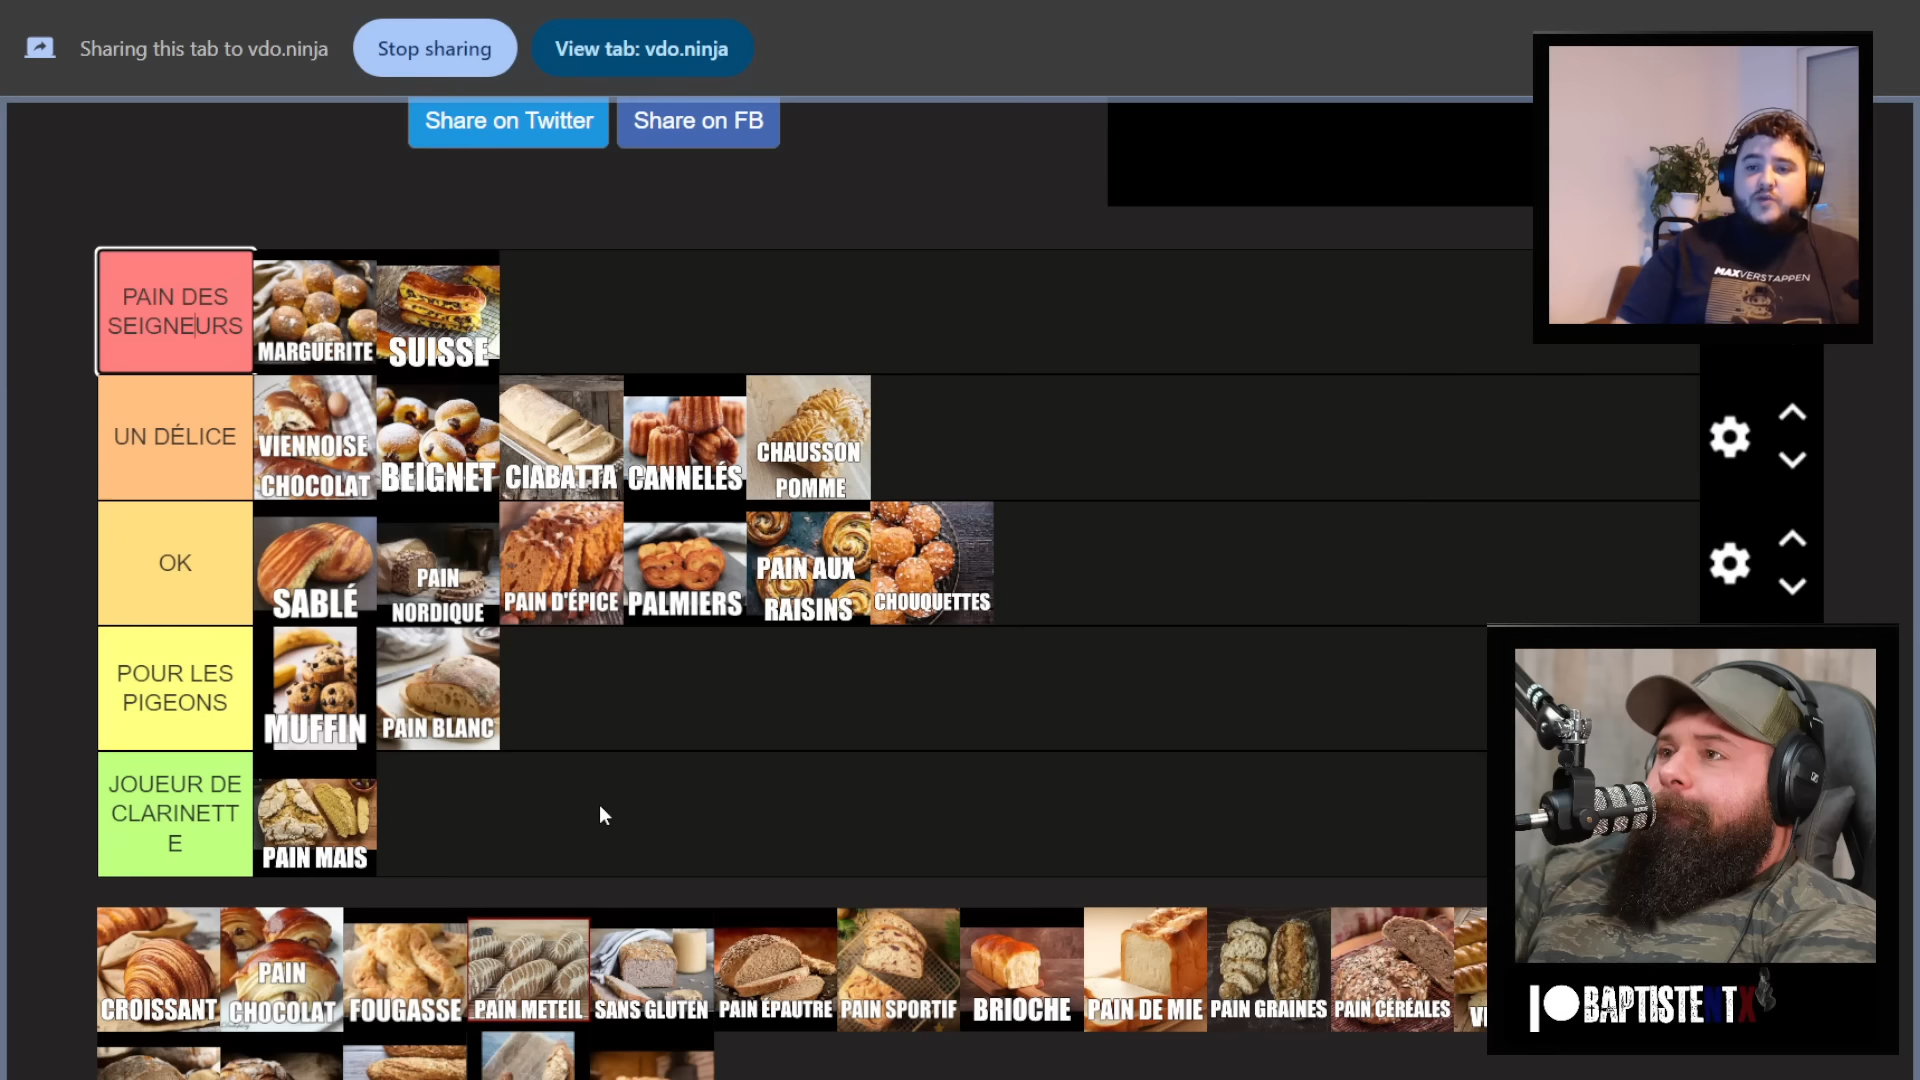 Sharing this tab to vdo.ninja
Stop sharing
View tab: vdo.ninja
Share on Twitter
Share on FB
MAXVERSTAPPEN
PAIN DES
SEIGNEURS
MARGUERITE
SUISSE
UN DÉLICE
VIENNOISE
CHOCOLAT
BEIGNET
CIABATTA
CANNELÉS
CHAUSSON
POMME
OK
SABLÉ
PAIN
NORDIQUE
PAIN D'ÉPICE
PALMIERS
PAIN AUX
RAISINS
CHOUQUETTES
POUR LES
PIGEONS
MUFFIN
PAIN BLANC
JOUEUR DE
CLARINETT
E
PAIN MAIS
CROISSANT
PAIN
CHOCOLAT
FOUGASSE
PAIN METEIL
SANS GLUTEN
PAIN ÉPAUTRE
PAIN SPORTIF
BRIOCHE
PAIN DE MIE
PAIN GRAINES
PAIN CÉRÉALES
BAPTISTENTX